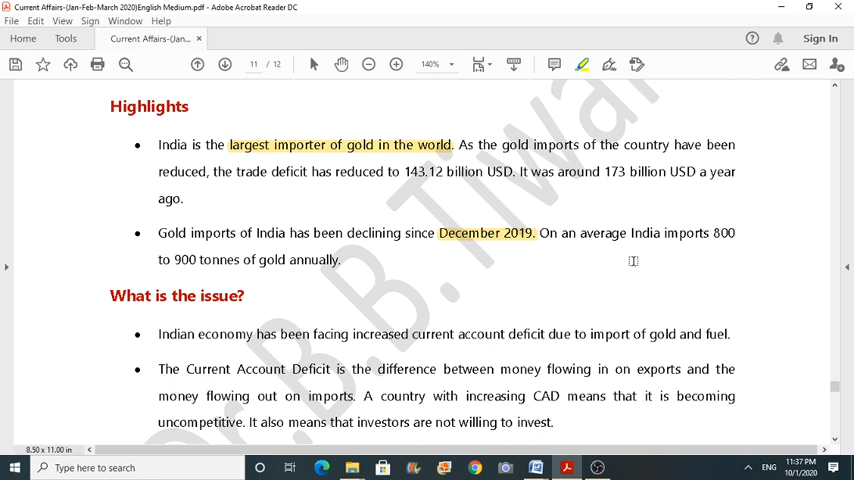 Current Affairs-(Jan-Feb-March 2020)English Medium.pdf - Adobe Acrobat Reader DC
File Edit View Sign Window Help
Home Tools Current Affairs-(Jan-... × Sign In
11 / 12 140%
Highlights
• India is the largest importer of gold in the world. As the gold imports of the country have been
reduced, the trade deficit has reduced to 143.12 billion USD. It was around 173 billion USD a year
ago.
• Gold imports of India has been declining since December 2019. On an average India imports 800
to 900 tonnes of gold annually.
What is the issue?
• Indian economy has been facing increased current account deficit due to import of gold and fuel.
• The Current Account Deficit is the difference between money flowing in on exports and the
money flowing out on imports. A country with increasing CAD means that it is becoming
uncompetitive. It also means that investors are not willing to invest.
Dr.B.B.Tiwari
8.50 x 11.00 in
Type here to search
ENG
11:37 PM
10/1/2020